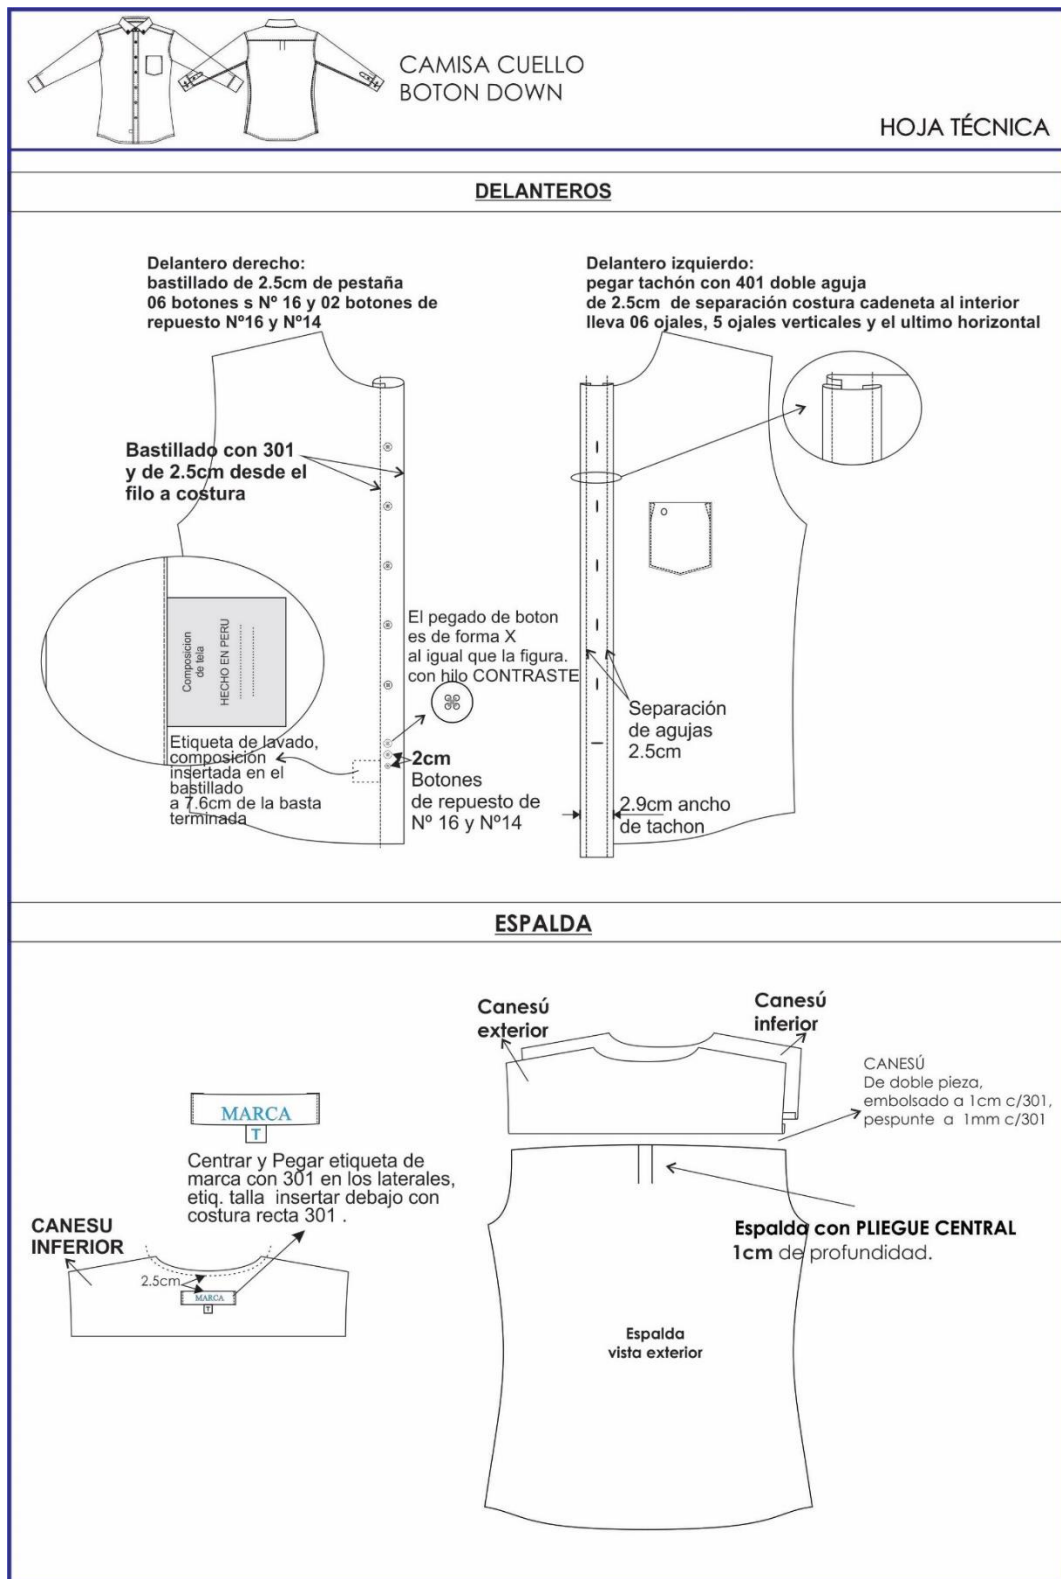 CAMISA CUELLO
BOTON DOWN
HOJA TÉCNICA
DELANTEROS
Delantero derecho:
bastillado de 2.5cm de pestaña
06 botones s Nº 16 y 02 botones de
repuesto Nº16 y Nº14
Delantero izquierdo:
pegar tachón con 401 doble aguja
de 2.5cm de separación costura cadeneta al interior
lleva 06 ojales, 5 ojales verticales y el ultimo horizontal
Bastillado con 301
y de 2.5cm desde el
filo a costura
Composicion
de tela
HECHO EN PERU
El pegado de boton
es de forma X
al igual que la figura.
con hilo CONTRASTE
Etiqueta de lavado,
composición
insertada en el
bastillado
a 7.6cm de la basta
terminada
2cm
Botones
de repuesto de
Nº 16 y Nº14
Separación
de agujas
2.5cm
2.9cm ancho
de tachon
ESPALDA
Canesú
exterior
Canesú
inferior
CANESÚ
De doble pieza,
embolsado a 1cm c/301,
pespunte a 1mm c/301
MARCA
T
Centrar y Pegar etiqueta de
marca con 301 en los laterales,
etiq. talla insertar debajo con
costura recta 301 .
CANESU
INFERIOR
2.5cm
MARCA
T
Espalda con PLIEGUE CENTRAL
1cm de profundidad.
Espalda
vista exterior